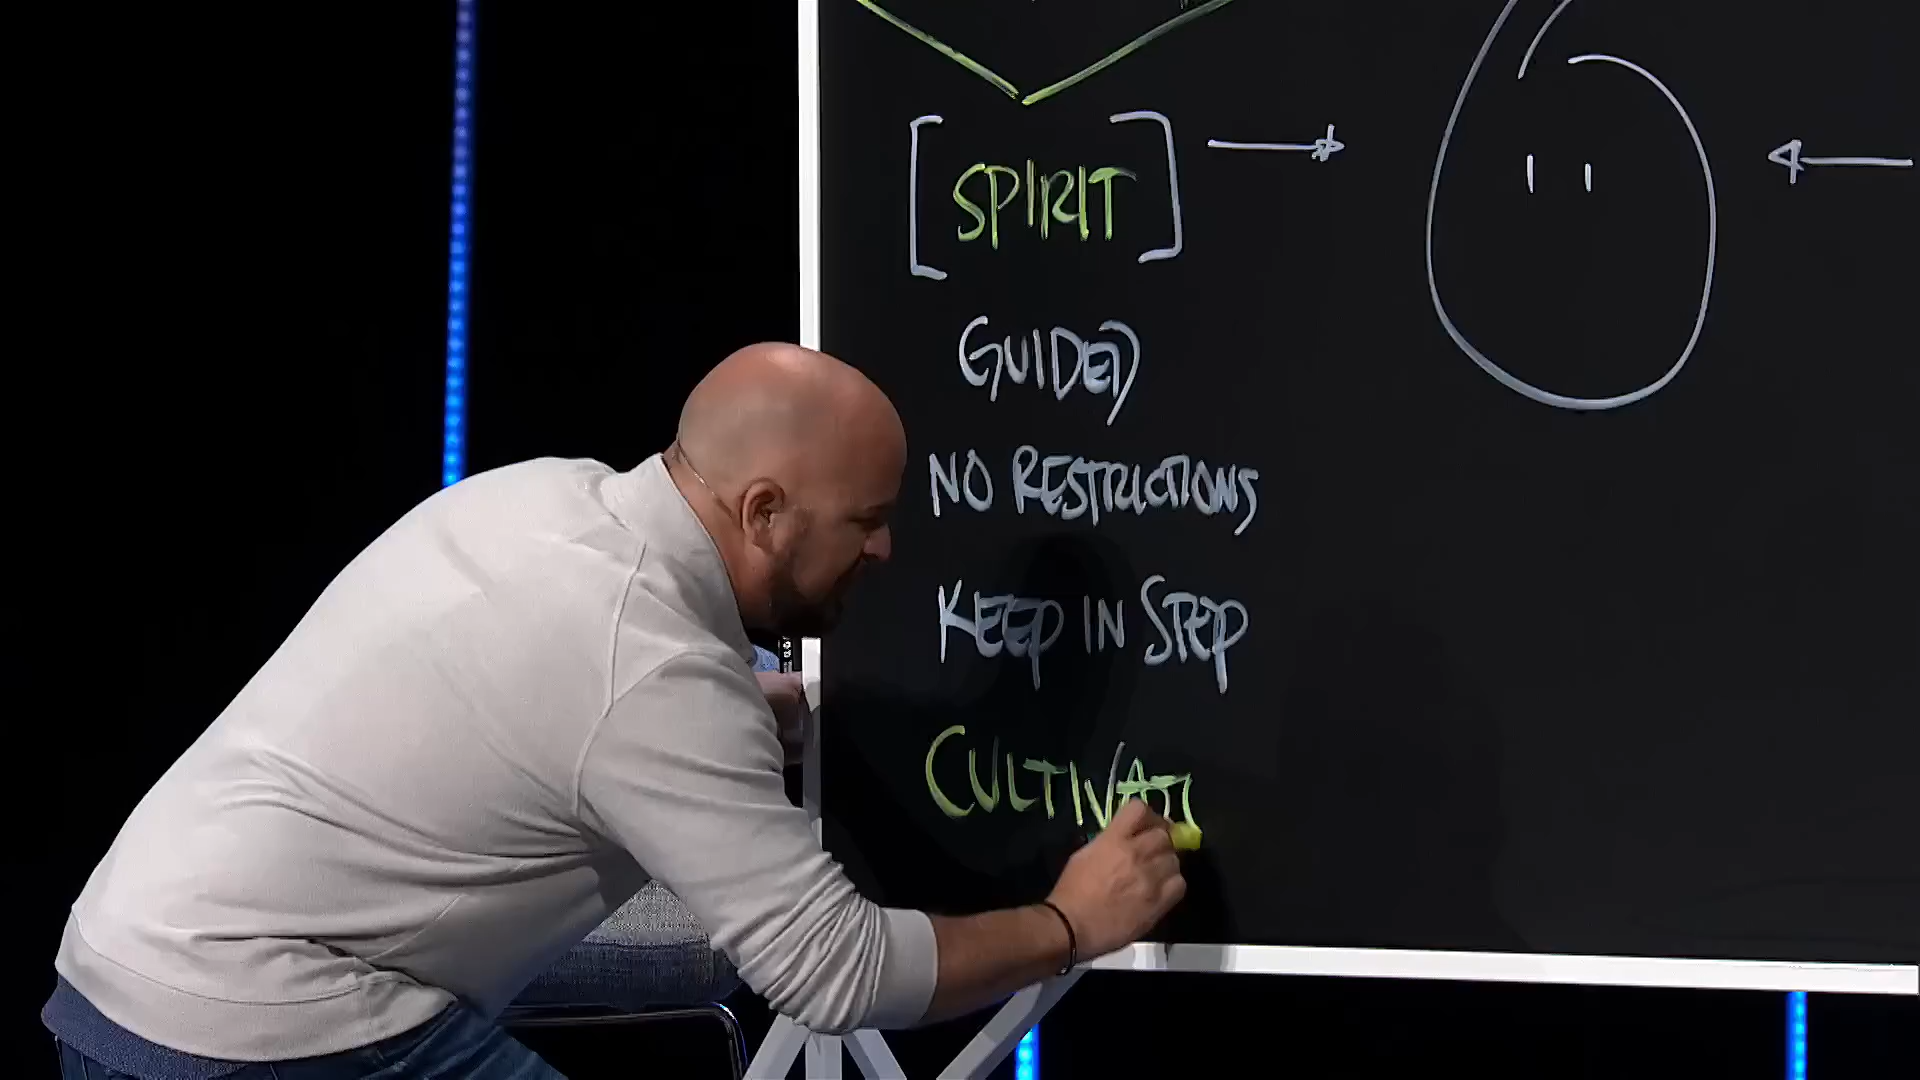 [SPIRIT]
GUIDED
NO RESTRICTIONS
KEEP IN STEP
CULTIVAT